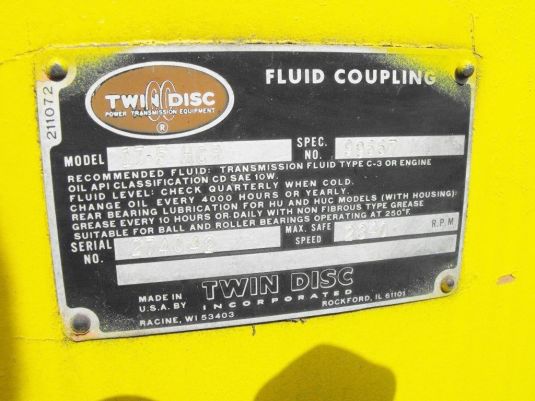 TWIN DISC
POWER TRANSMISSION EQUIPMENT
®
FLUID COUPLING
211072
MODEL
SPEC. NO.
RECOMMENDED FLUID: TRANSMISSION FLUID TYPE C-3 OR ENGINE
OIL API CLASSIFICATION CD SAE 10W.
FLUID LEVEL: CHECK QUARTERLY WHEN COLD.
CHANGE OIL EVERY 4000 HOURS OR YEARLY.
REAR BEARING LUBRICATION FOR HU AND HUC MODELS (WITH HOUSING):
GREASE EVERY 10 HOURS OR DAILY WITH NON FIBROUS TYPE GREASE
SUITABLE FOR BALL AND ROLLER BEARINGS OPERATING AT 250°F.
SERIAL NO.
MAX. SAFE SPEED
R.P.M
TWIN DISC
INCORPORATED
MADE IN
U.S.A. BY
RACINE, WI 53403
ROCKFORD, IL 61101